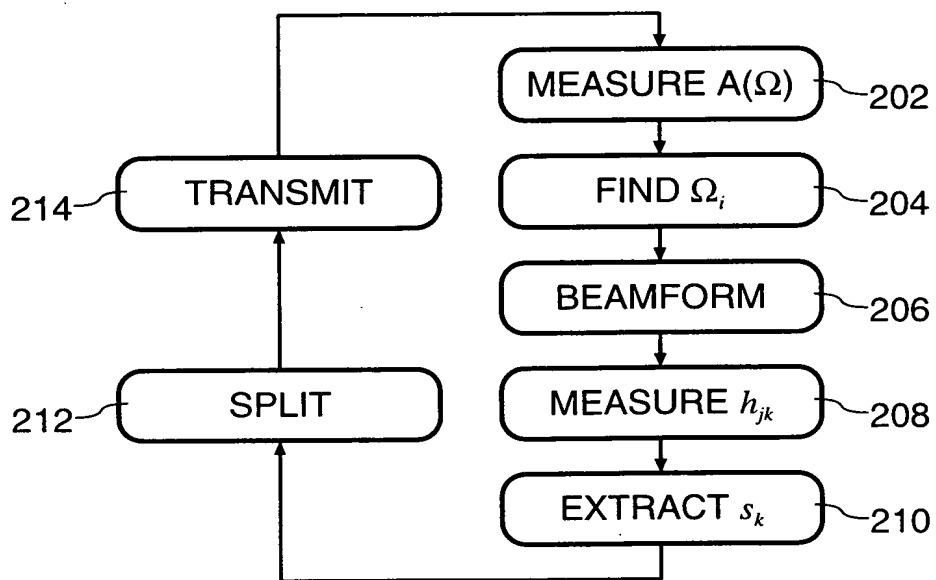 MEASURE A(Ω)
202
FIND Ωᵢ
204
BEAMFORM
206
MEASURE hⱼₖ
208
EXTRACT sₖ
210
SPLIT
212
TRANSMIT
214